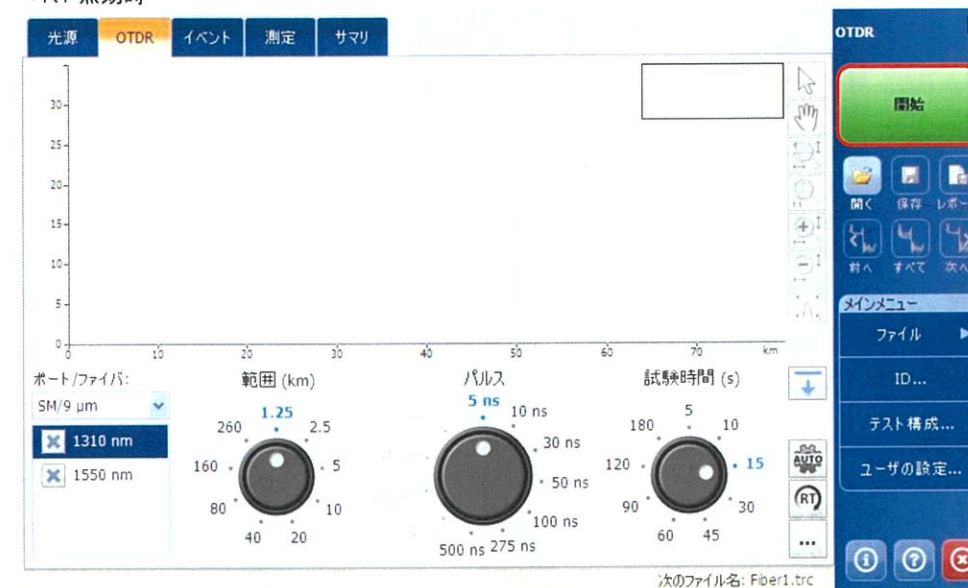 光源 OTDR イベント 測定 サマリ
OTDR
開始
30
25
20
15
10
5
0
0 10 20 30 40 50 60 70 km
開く 保存
前へ すべて 次へ
メインメニュー
ファイル
ID...
テスト構成...
ユーザの設定...
ポート/ファイバ:
SM/9 μm
1310 nm
1550 nm
範囲 (km)
1.25
260 2.5
160 5
80 10
40 20
パルス
5 ns
10 ns
30 ns
50 ns
100 ns
500 ns 275 ns
試験時間 (s)
5
180 10
120 15
90 30
60 45
AUTO
RT
...
次のファイル名: Fiber1.trc